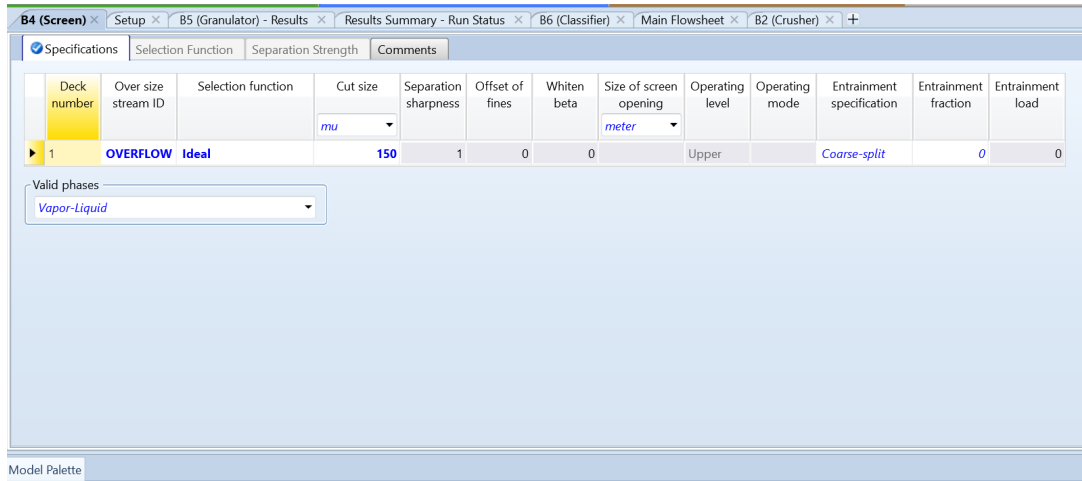 B4 (Screen) × Setup × B5 (Granulator) - Results × Results Summary - Run Status × B6 (Classifier) × Main Flowsheet × B2 (Crusher) × +
Specifications Selection Function Separation Strength Comments
Deck number Over size stream ID Selection function Cut size Separation sharpness Offset of fines Whiten beta Size of screen opening Operating level Operating mode Entrainment specification Entrainment fraction Entrainment load
mu meter
1 OVERFLOW Ideal 150 1 0 0 Upper Coarse-split 0 0
Valid phases
Vapor-Liquid
Model Palette